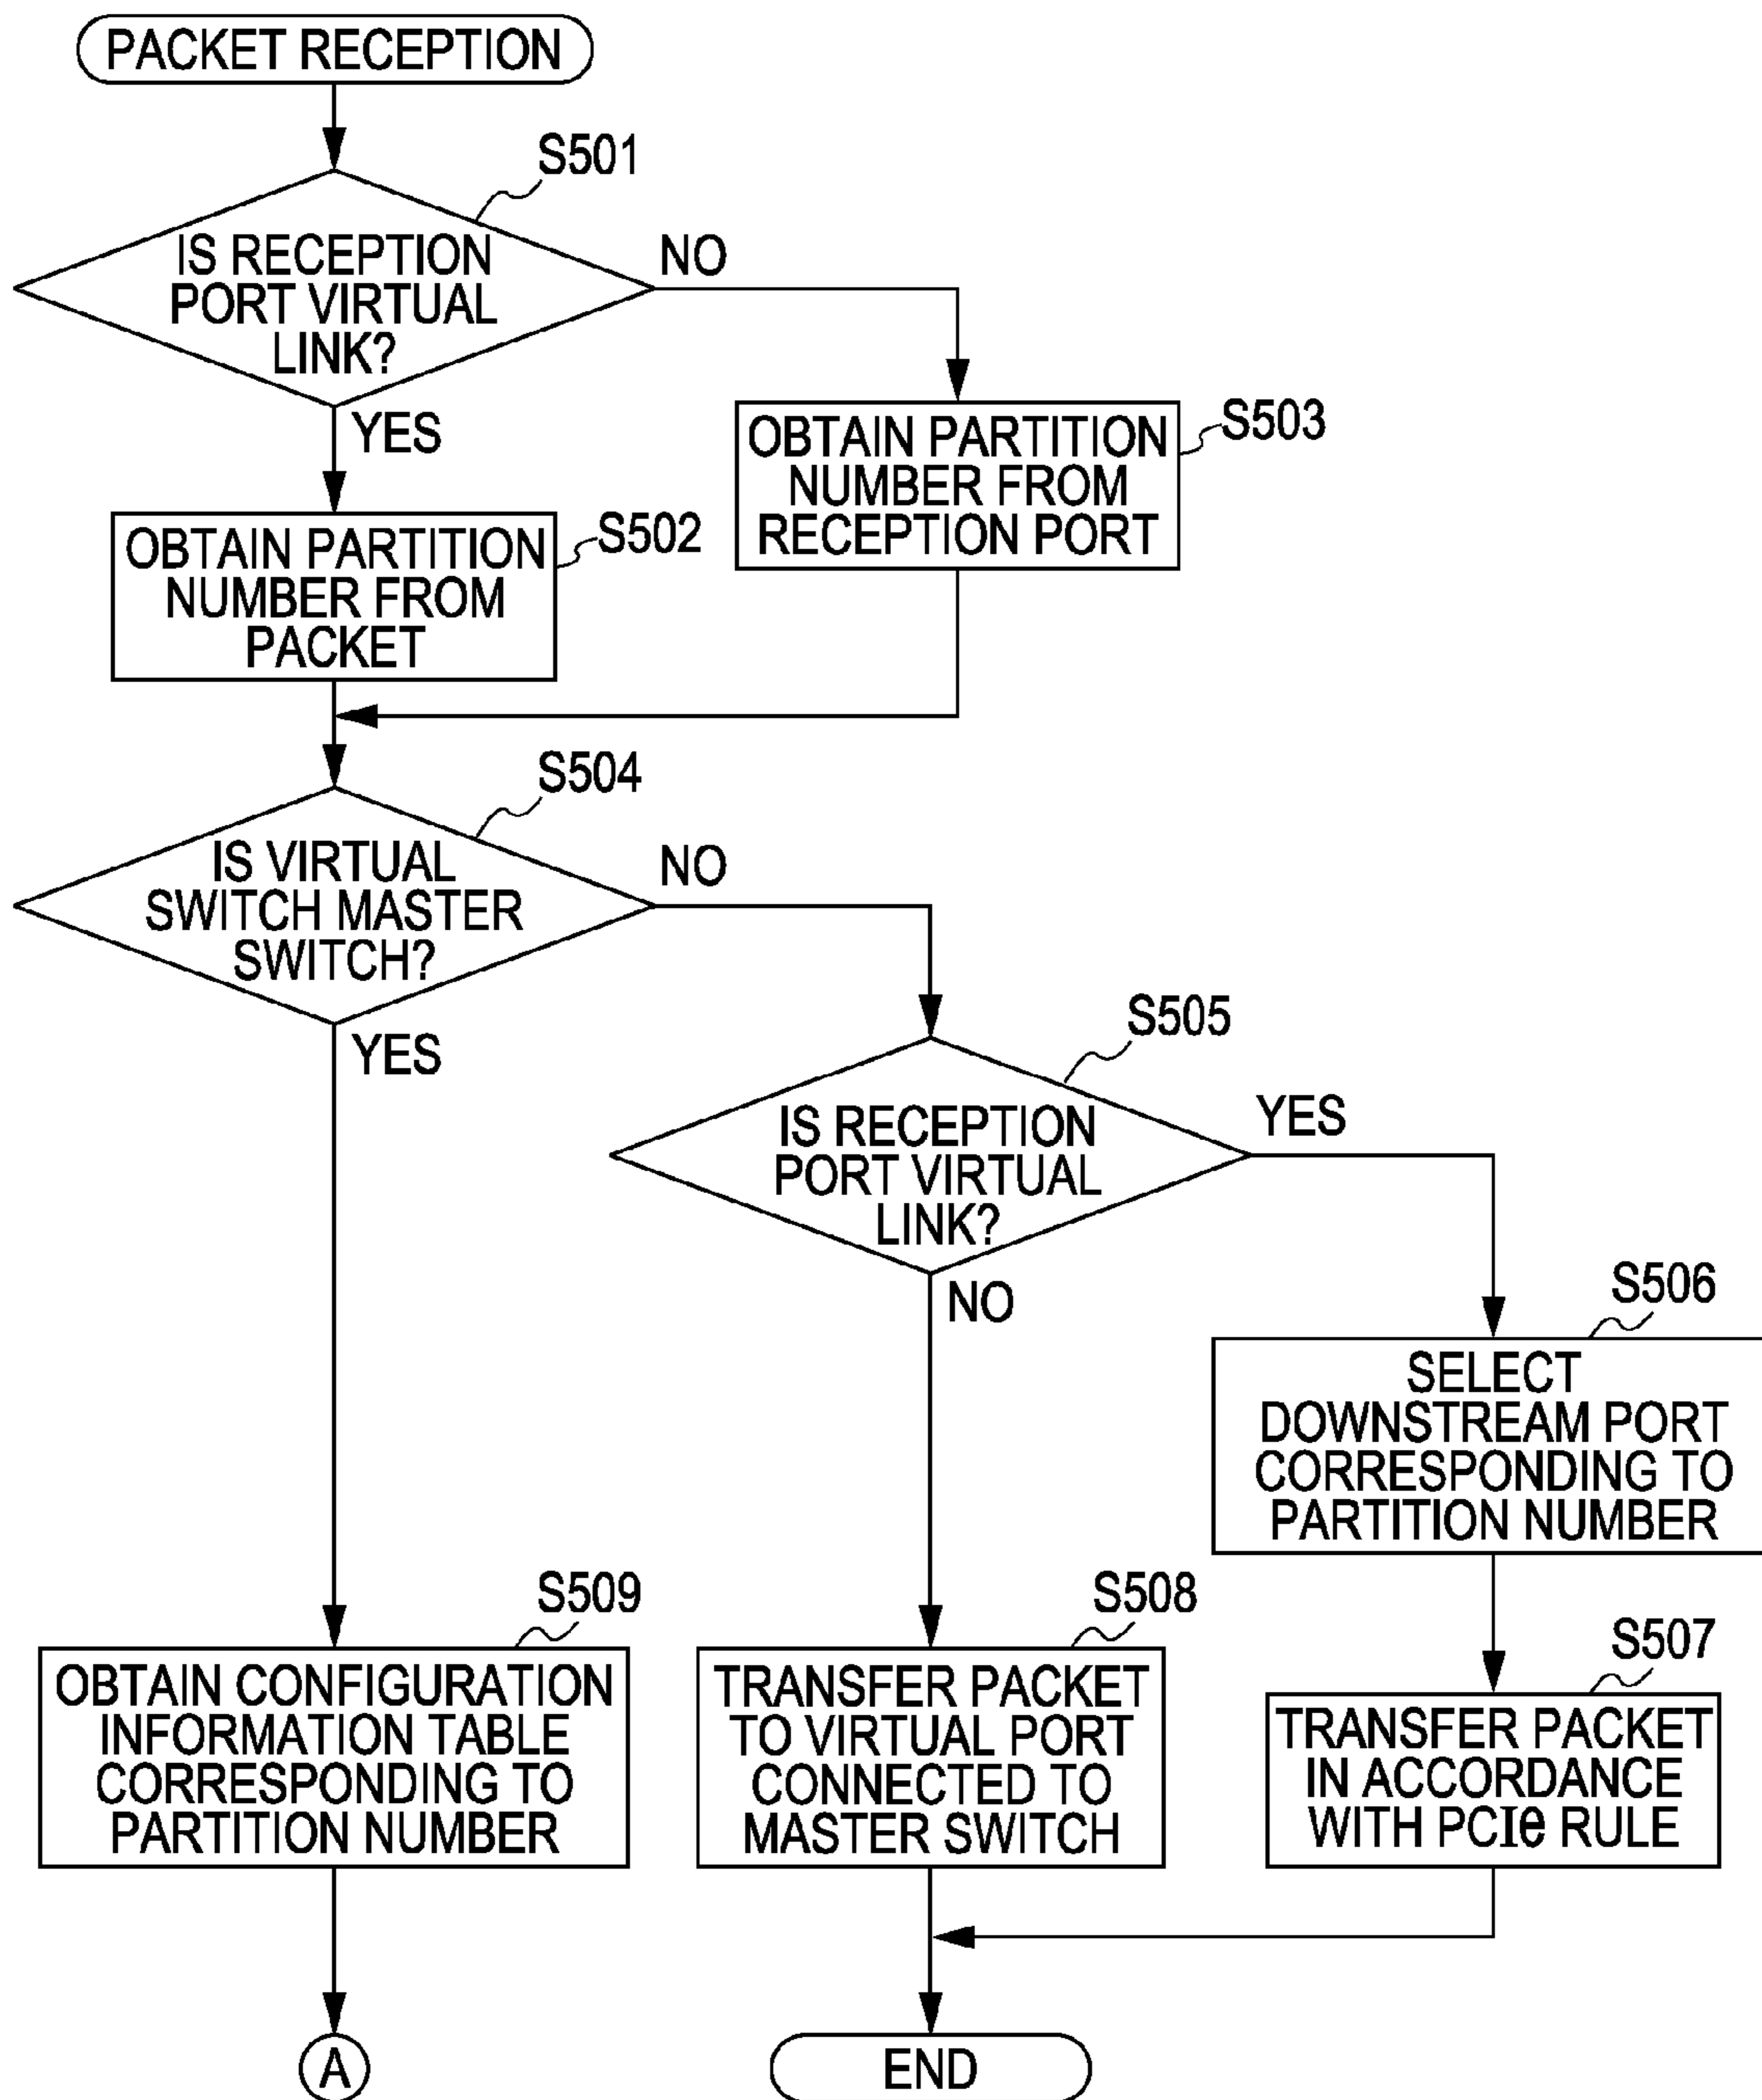 PACKET RECEPTION
S501
IS RECEPTION
PORT VIRTUAL
LINK?
NO
YES
OBTAIN PARTITION
NUMBER FROM
RECEPTION PORT
S503
OBTAIN PARTITION
NUMBER FROM
PACKET
S502
S504
IS VIRTUAL
SWITCH MASTER
SWITCH?
NO
YES
S505
IS RECEPTION
PORT VIRTUAL
LINK?
YES
NO
S506
SELECT
DOWNSTREAM PORT
CORRESPONDING TO
PARTITION NUMBER
S509
OBTAIN CONFIGURATION
INFORMATION TABLE
CORRESPONDING TO
PARTITION NUMBER
S508
TRANSFER PACKET
TO VIRTUAL PORT
CONNECTED TO
MASTER SWITCH
S507
TRANSFER PACKET
IN ACCORDANCE
WITH PCIe RULE
A
END